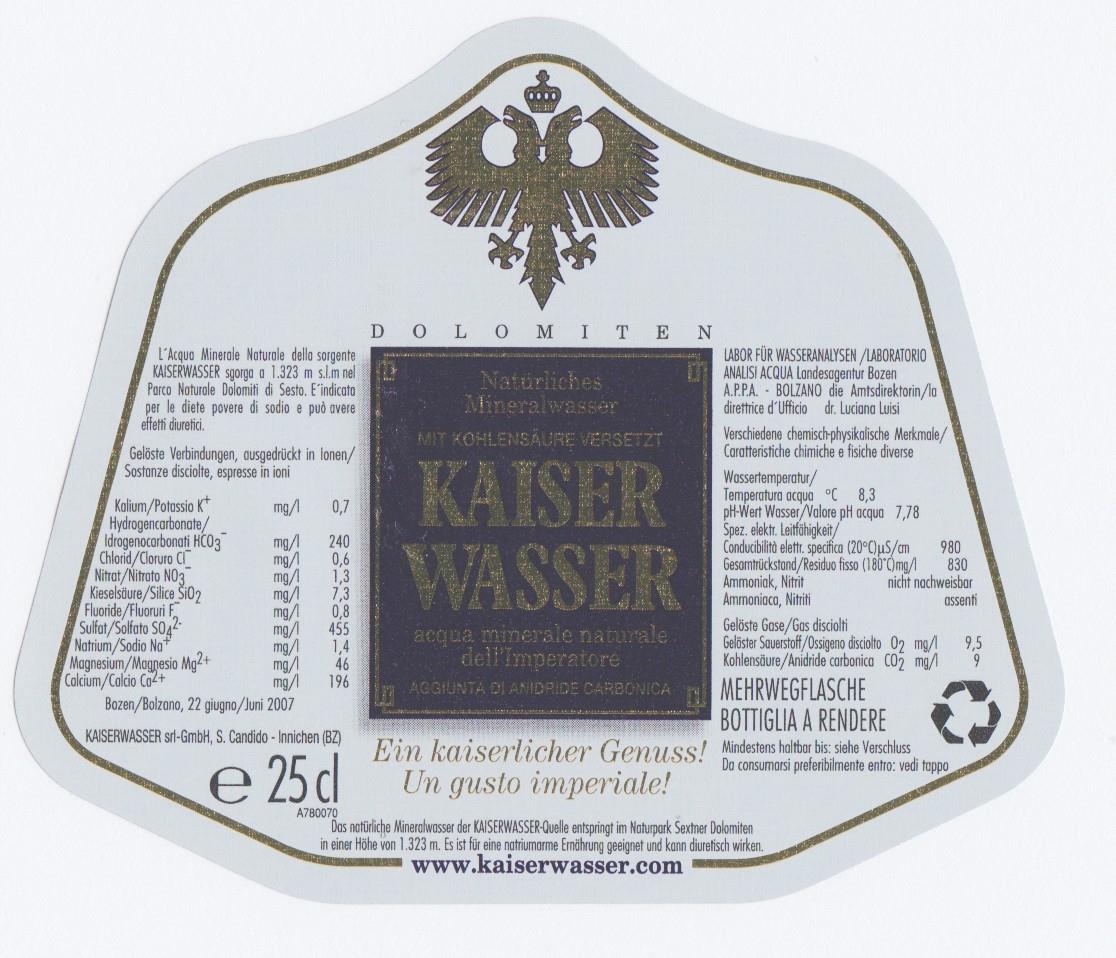 DOLOMITEN
L'Acqua Minerale Naturale della sorgente
KAISERWASSER sgorga a 1.323 m s.l.m nel
Parco Naturale Dolomiti di Sesto. E'indicata
per le diete povere di sodio e può avere
effetti diuretici.
Gelöste Verbindungen, ausgedrückt in Ionen/
Sostanze disciolte, espresse in ioni
Kalium/Potassio K+ mg/l 0,7
Hydrogencarbonate/
Idrogenocarbonati HCO3- mg/l 240
Chlorid/Cloruro Cl- mg/l 0,6
Nitrat/Nitrato NO3- mg/l 1,3
Kieselsäure/Silice SiO2 mg/l 7,3
Fluoride/Fluoruri F- mg/l 0,8
Sulfat/Solfato SO42- mg/l 455
Natrium/Sodio Na+ mg/l 1,4
Magnesium/Magnesio Mg2+ mg/l 46
Calcium/Calcio Ca2+ mg/l 196
Bozen/Bolzano, 22 giugno/Juni 2007
KAISERWASSER srl-GmbH, S. Candido - Innichen (BZ)
e 25 cl
A780070
Natürliches
Mineralwasser
MIT KOHLENSÄURE VERSETZT
KAISER
WASSER
acqua minerale naturale
dell'Imperatore
AGGIUNTA DI ANIDRIDE CARBONICA
Ein kaiserlicher Genuss!
Un gusto imperiale!
LABOR FÜR WASSERANALYSEN /LABORATORIO
ANALISI ACQUA Landesagentur Bozen
A.P.P.A. - BOLZANO die Amtsdirektorin/la
direttrice d'Ufficio dr. Luciana Luisi
Verschiedene chemisch-physikalische Merkmale/
Caratteristiche chimiche e fisiche diverse
Wassertemperatur/
Temperatura acqua °C 8,3
pH-Wert Wasser/Valore pH acqua 7,78
Spez. elektr. Leitfähigkeit/
Conducibilità elettr. specifica (20°C)µS/cm 980
Gesamtrückstand/Residuo fisso (180°C)mg/l 830
Ammoniak, Nitrit nicht nachweisbar
Ammoniaca, Nitriti assenti
Gelöste Gase/Gas disciolti
Gelöster Sauerstoff/Ossigeno disciolto O2 mg/l 9,5
Kohlensäure/Anidride carbonica CO2 mg/l 9
MEHRWEGFLASCHE
BOTTIGLIA A RENDERE
Mindestens haltbar bis: siehe Verschluss
Da consumarsi preferibilmente entro: vedi tappo
Das natürliche Mineralwasser der KAISERWASSER-Quelle entspringt im Naturpark Sextner Dolomiten
in einer Höhe von 1.323 m. Es ist für eine natriumarme Ernährung geeignet und kann diuretisch wirken.
www.kaiserwasser.com